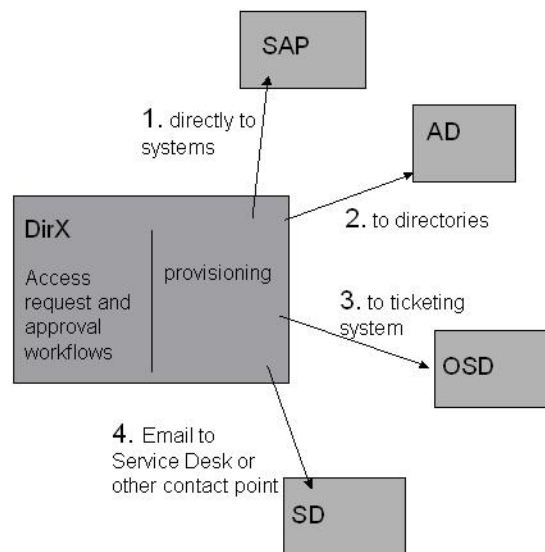 SAP
1. directly to
systems
AD
2. to directories
DirX
Access
request and
approval
workflows
provisioning
3. to ticketing
system
OSD
4. Email to
Service Desk or
other contact point
SD